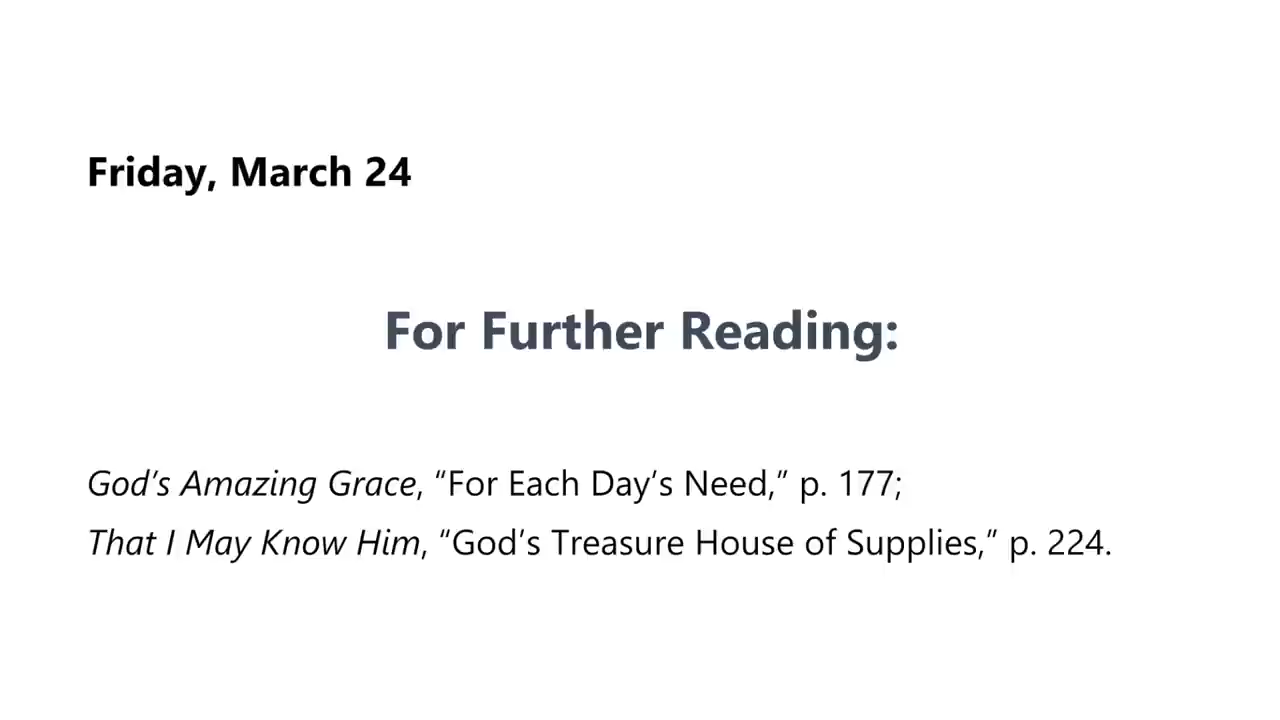 Friday, March 24
For Further Reading:
God’s Amazing Grace, “For Each Day’s Need,” p. 177;
That I May Know Him, “God’s Treasure House of Supplies,” p. 224.